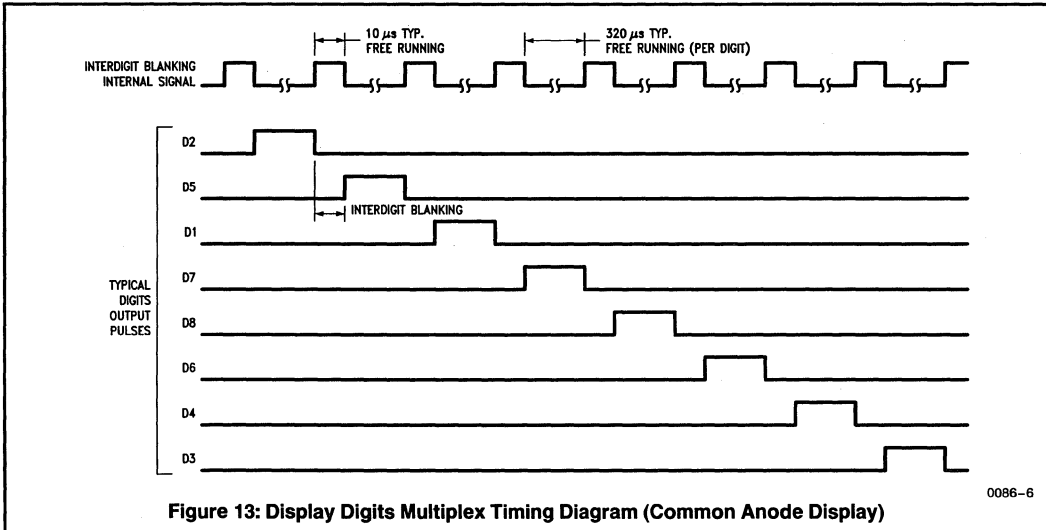 10 µs TYP.
FREE RUNNING
320 µs TYP.
FREE RUNNING (PER DIGIT)
INTERDIGIT BLANKING
INTERNAL SIGNAL
D2
D5
INTERDIGIT BLANKING
D1
D7
TYPICAL
DIGITS
OUTPUT
PULSES
D8
D6
D4
D3
0086–6
Figure 13: Display Digits Multiplex Timing Diagram (Common Anode Display)